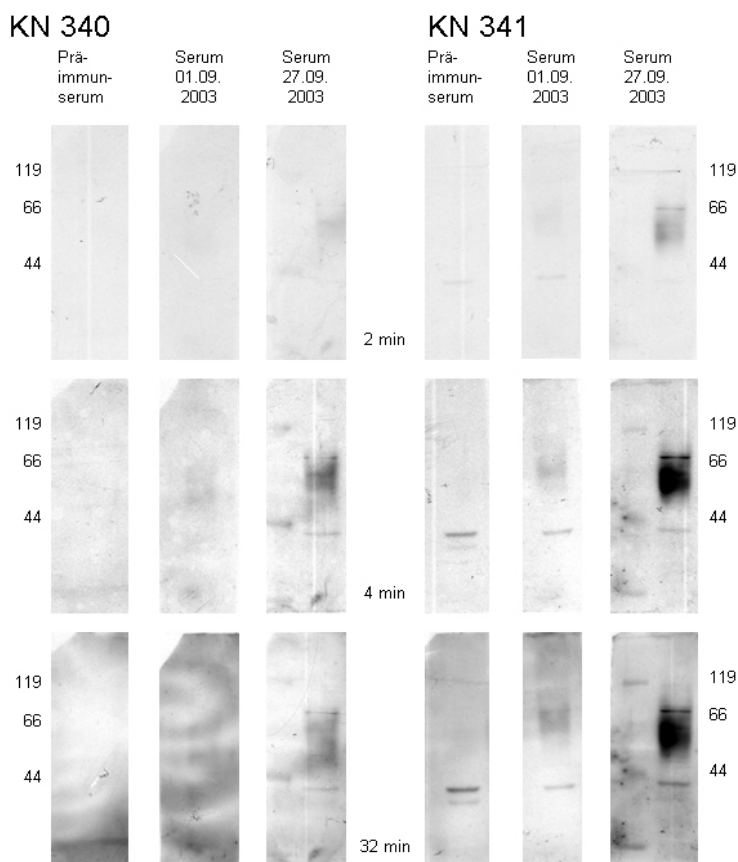 KN 340
KN 341
Prä-
immun-
serum
Serum
01.09.
2003
Serum
27.09.
2003
Prä-
immun-
serum
Serum
01.09.
2003
Serum
27.09.
2003
119
66
44
119
66
44
2 min
119
66
44
119
66
44
4 min
119
66
44
119
66
44
32 min